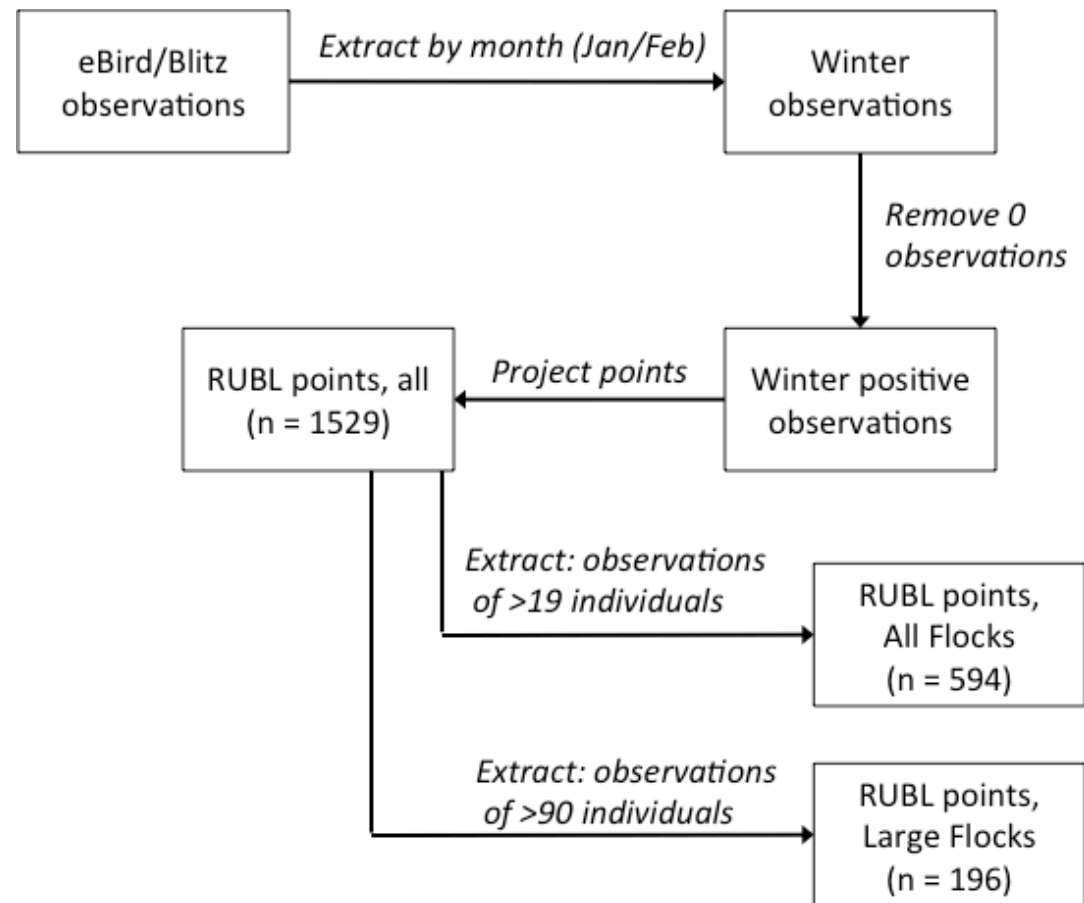 eBird/Blitz
observations
Extract by month (Jan/Feb)
Winter
observations
Remove 0
observations
Winter positive
observations
Project points
RUBL points, all
(n = 1529)
Extract: observations
of >19 individuals
RUBL points,
All Flocks
(n = 594)
Extract: observations
of >90 individuals
RUBL points,
Large Flocks
(n = 196)